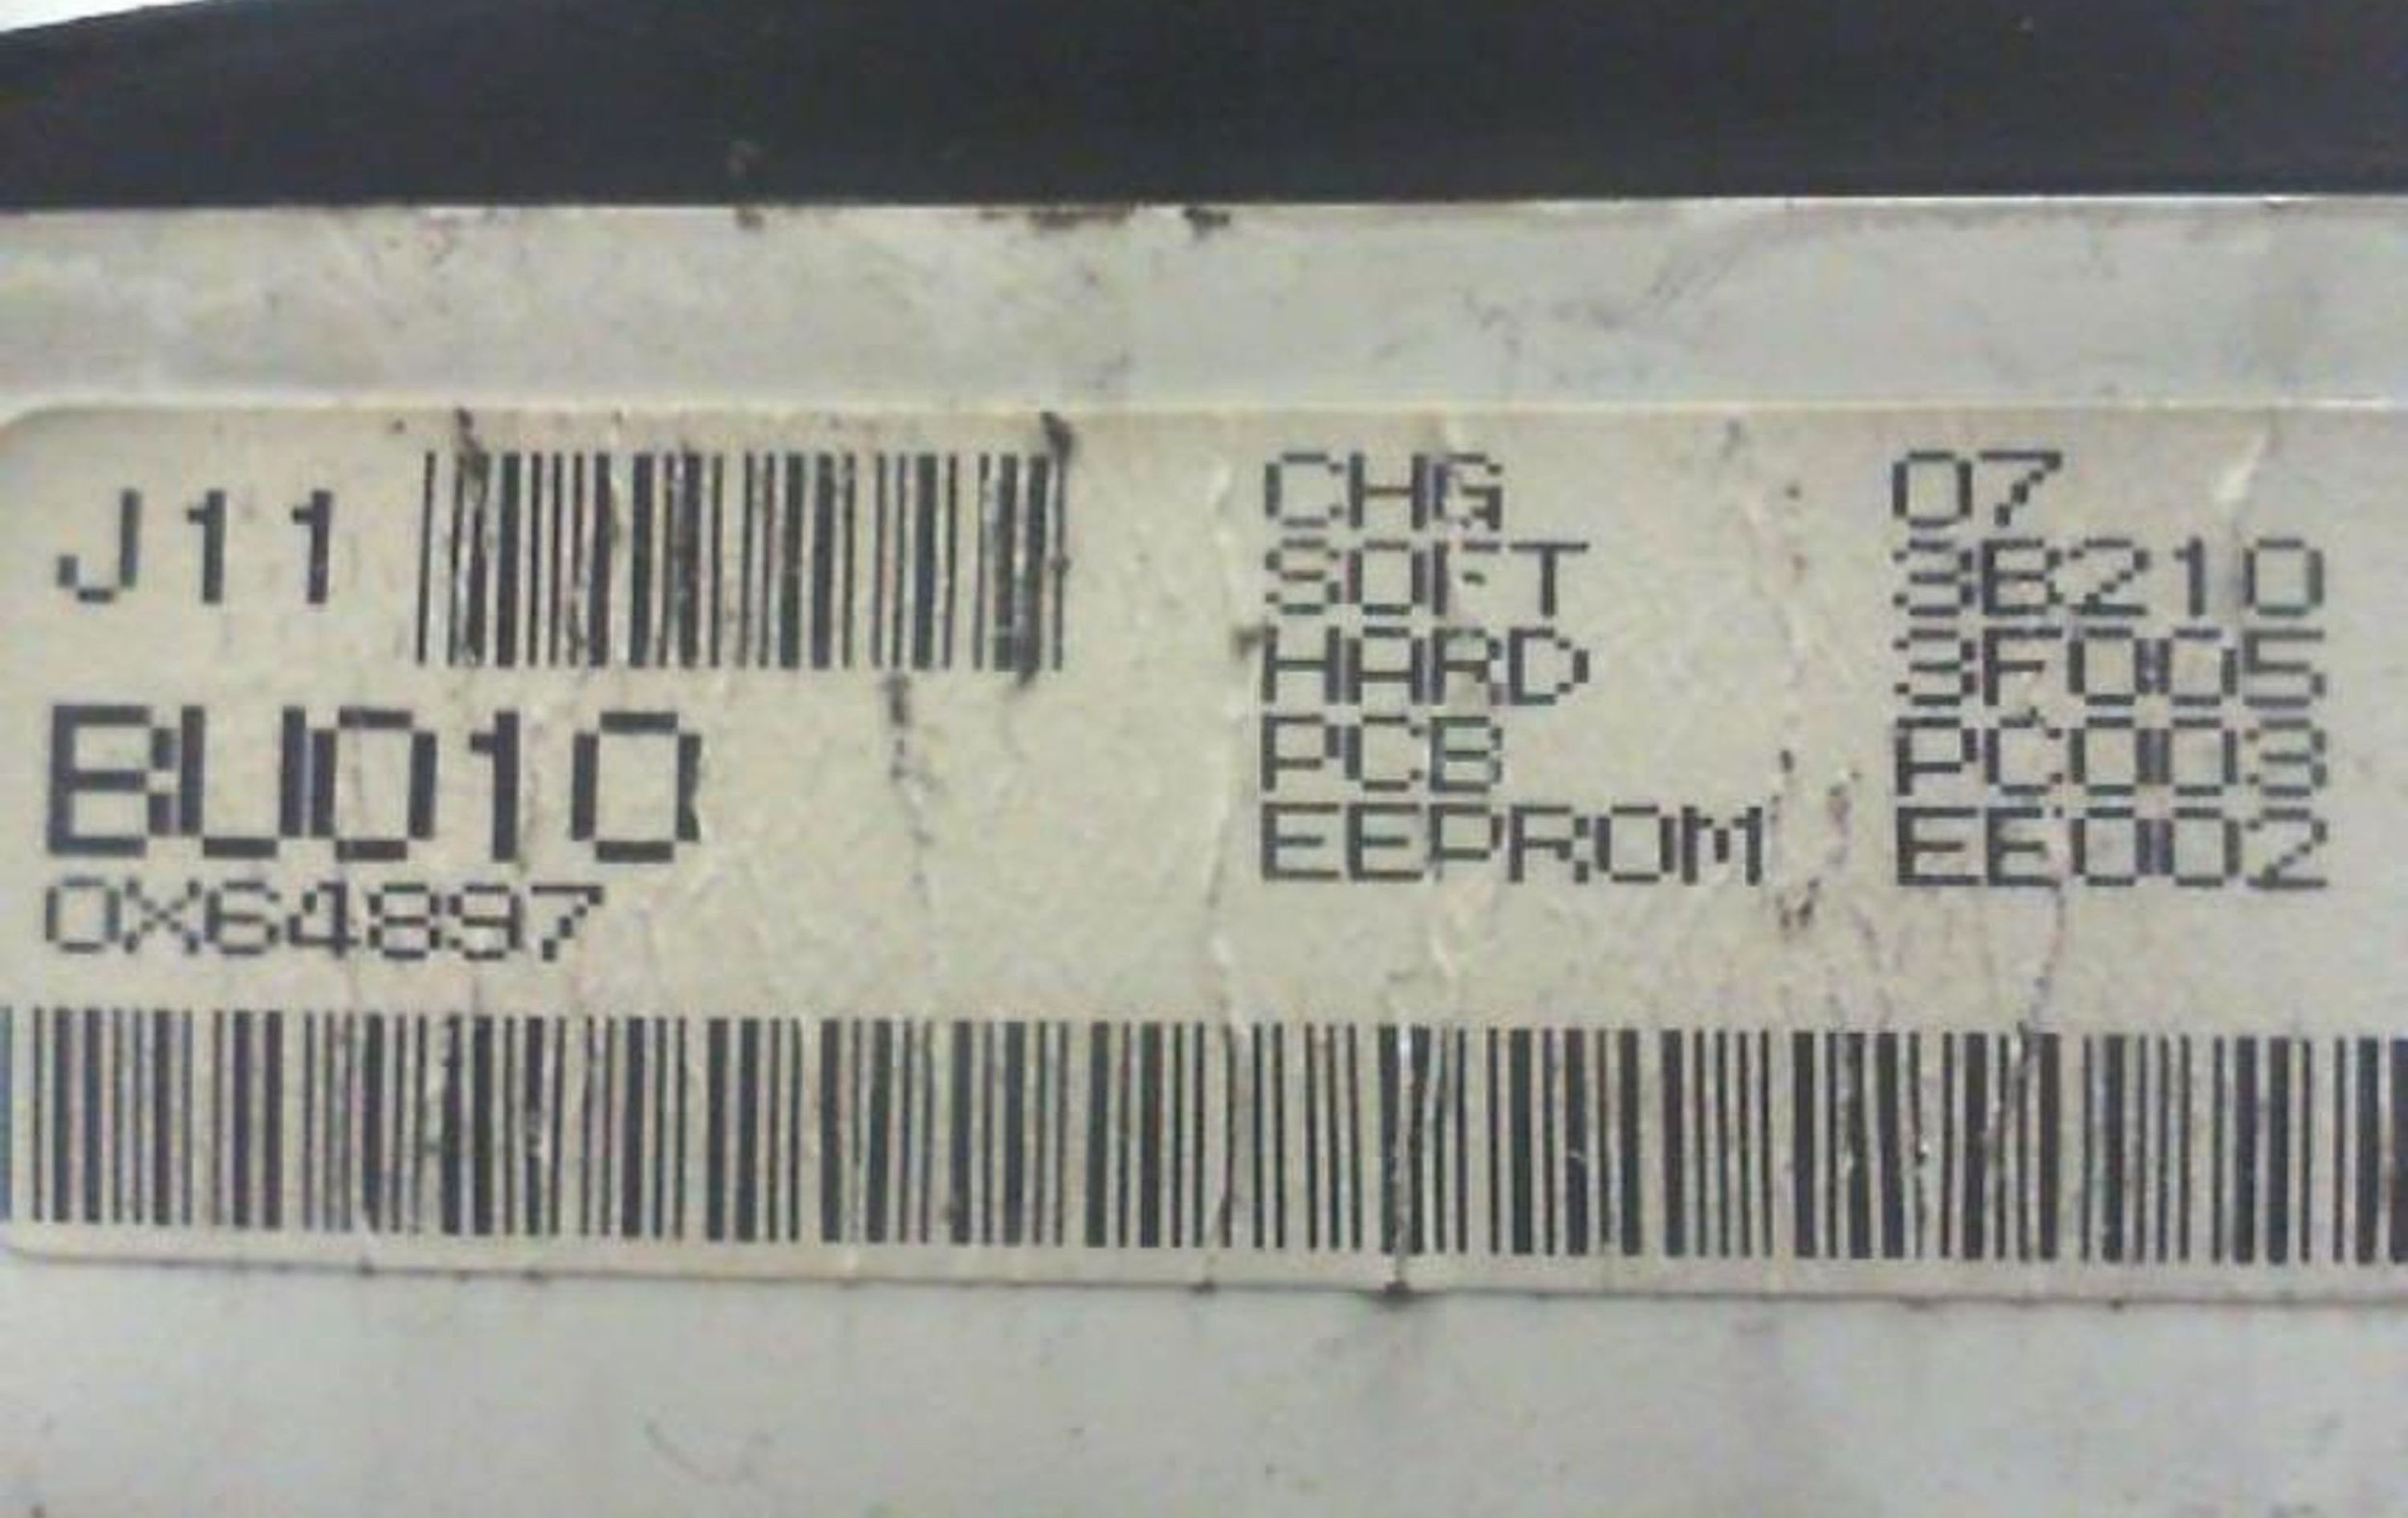 J11
BU010
0X64897
CHG 07
SOFT 3B210
HARD 3F005
PCB PC003
EEPROM EE002